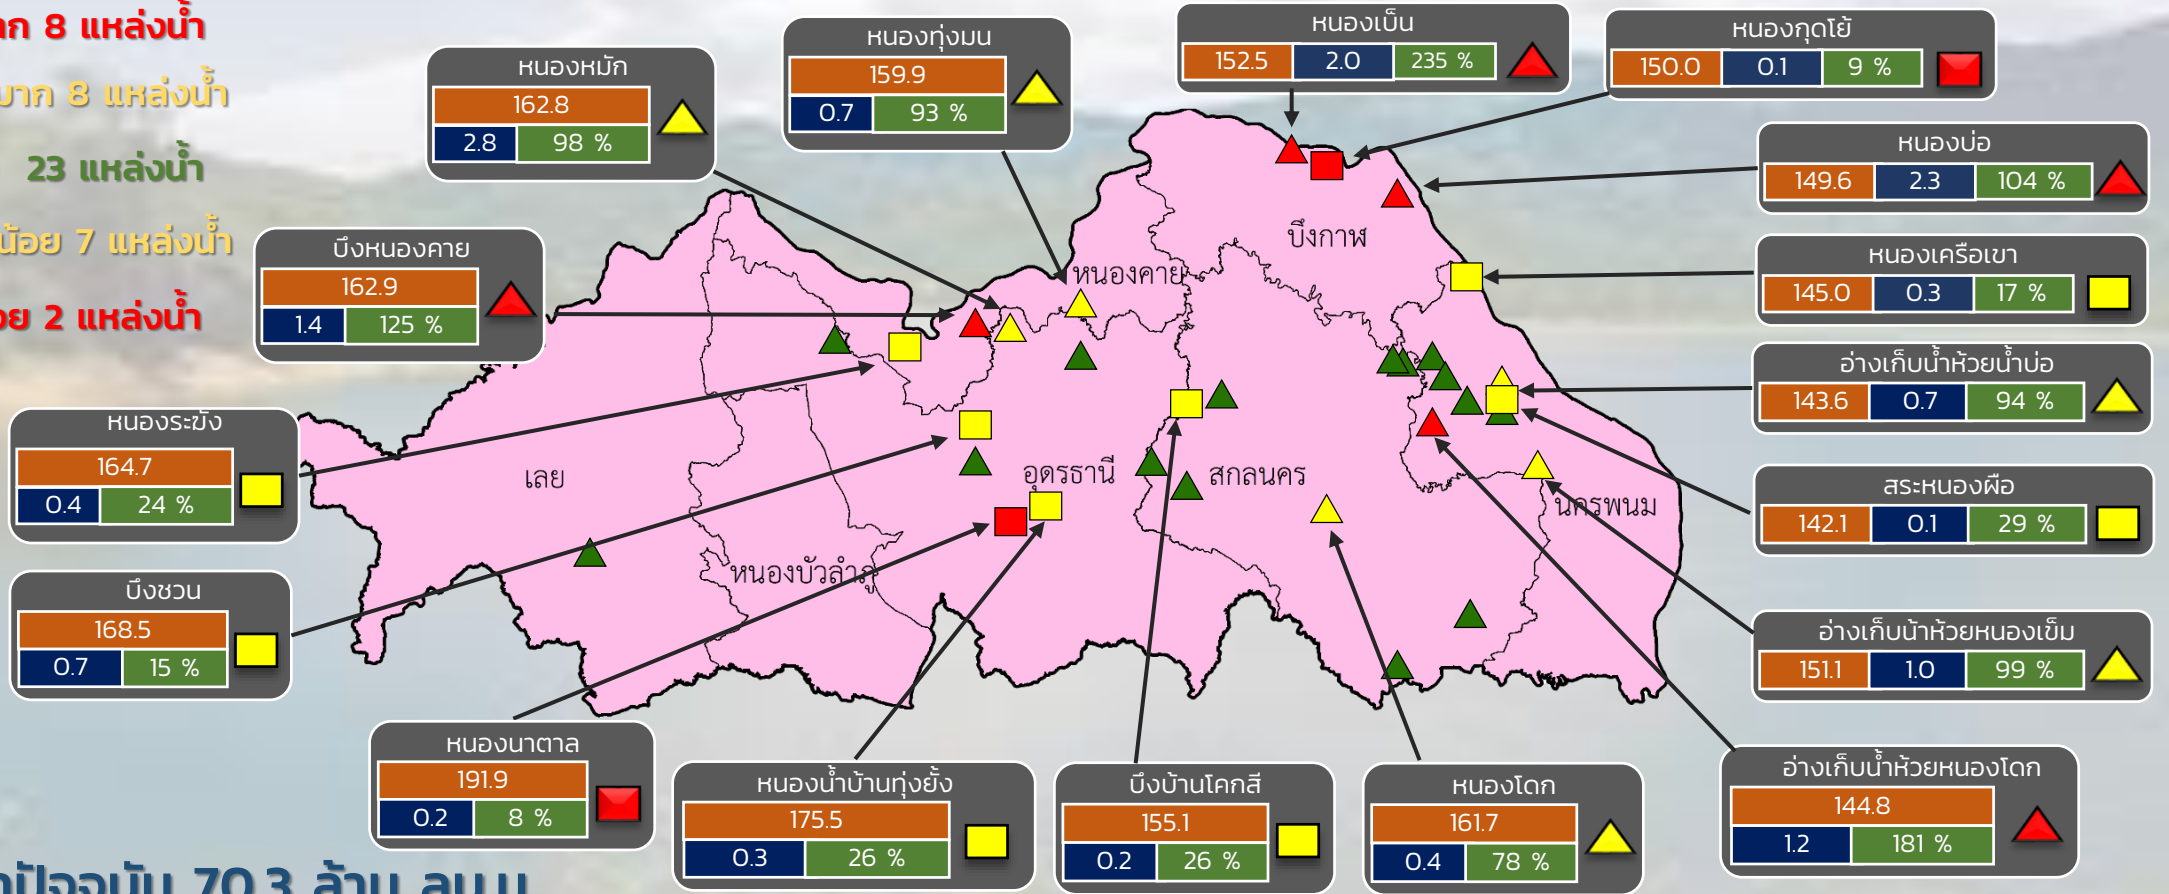 8 แหล่งน้ำ
8 แหล่งน้ำ
23 แหล่งน้ำ
7 แหล่งน้ำ
2 แหล่งน้ำ
หนองหมัก
162.8
2.8 98 %
หนองทุ่งมน
159.9
0.7 93 %
หนองเบ็น
152.5 2.0 235 %
หนองกุดโย้
150.0 0.1 9 %
หนองบ่อ
149.6 2.3 104 %
บึงหนองคาย
162.9
1.4 125 %
หนองเครือเขา
145.0 0.3 17 %
อ่างเก็บน้ำห้วยน้ำบ่อ
143.6 0.7 94 %
หนองระฆัง
164.7
0.4 24 %
สระหนองผือ
142.1 0.1 29 %
บึงชวน
168.5
0.7 15 %
อ่างเก็บน้ำห้วยหนองเข็ม
151.1 1.0 99 %
หนองนาตาล
191.9
0.2 8 %
หนองน้ำบ้านทุ่งยั้ง
175.5
0.3 26 %
บึงบ้านโคกสี
155.1
0.2 26 %
หนองโดก
161.7
0.4 78 %
อ่างเก็บน้ำห้วยหนองโดก
144.8
1.2 181 %
บึงกาฬ
หนองคาย
เลย
อุดรธานี
สกลนคร
นครพนม
หนองบัวลำภู
70.3 ล้าน ลบ.ม